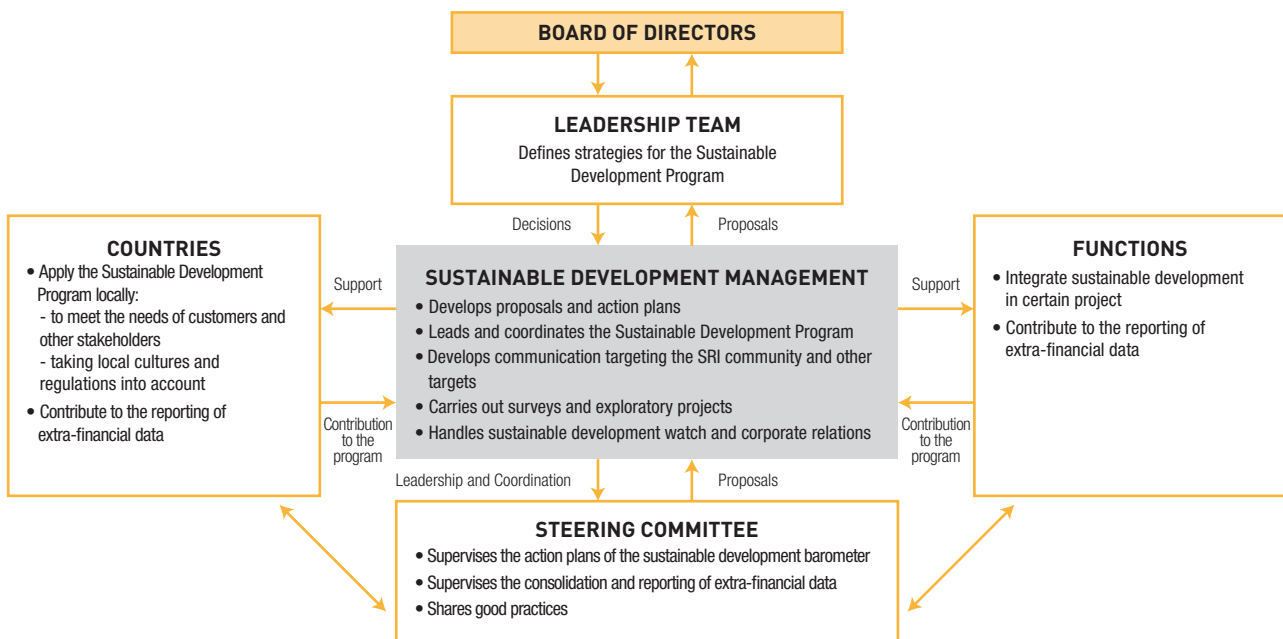 BOARD OF DIRECTORS
LEADERSHIP TEAM
Defines strategies for the Sustainable
Development Program
Decisions
Proposals
COUNTRIES
• Apply the Sustainable Development
Program locally:
- to meet the needs of customers and
other stakeholders
- taking local cultures and
regulations into account
• Contribute to the reporting of
extra-financial data
Support
Contribution
to the
program
SUSTAINABLE DEVELOPMENT MANAGEMENT
• Develops proposals and action plans
• Leads and coordinates the Sustainable Development Program
• Develops communication targeting the SRI community and other
targets
• Carries out surveys and exploratory projects
• Handles sustainable development watch and corporate relations
Support
Contribution
to the
program
FUNCTIONS
• Integrate sustainable development
in certain project
• Contribute to the reporting of
extra-financial data
Leadership and Coordination
Proposals
STEERING COMMITTEE
• Supervises the action plans of the sustainable development barometer
• Supervises the consolidation and reporting of extra-financial data
• Shares good practices